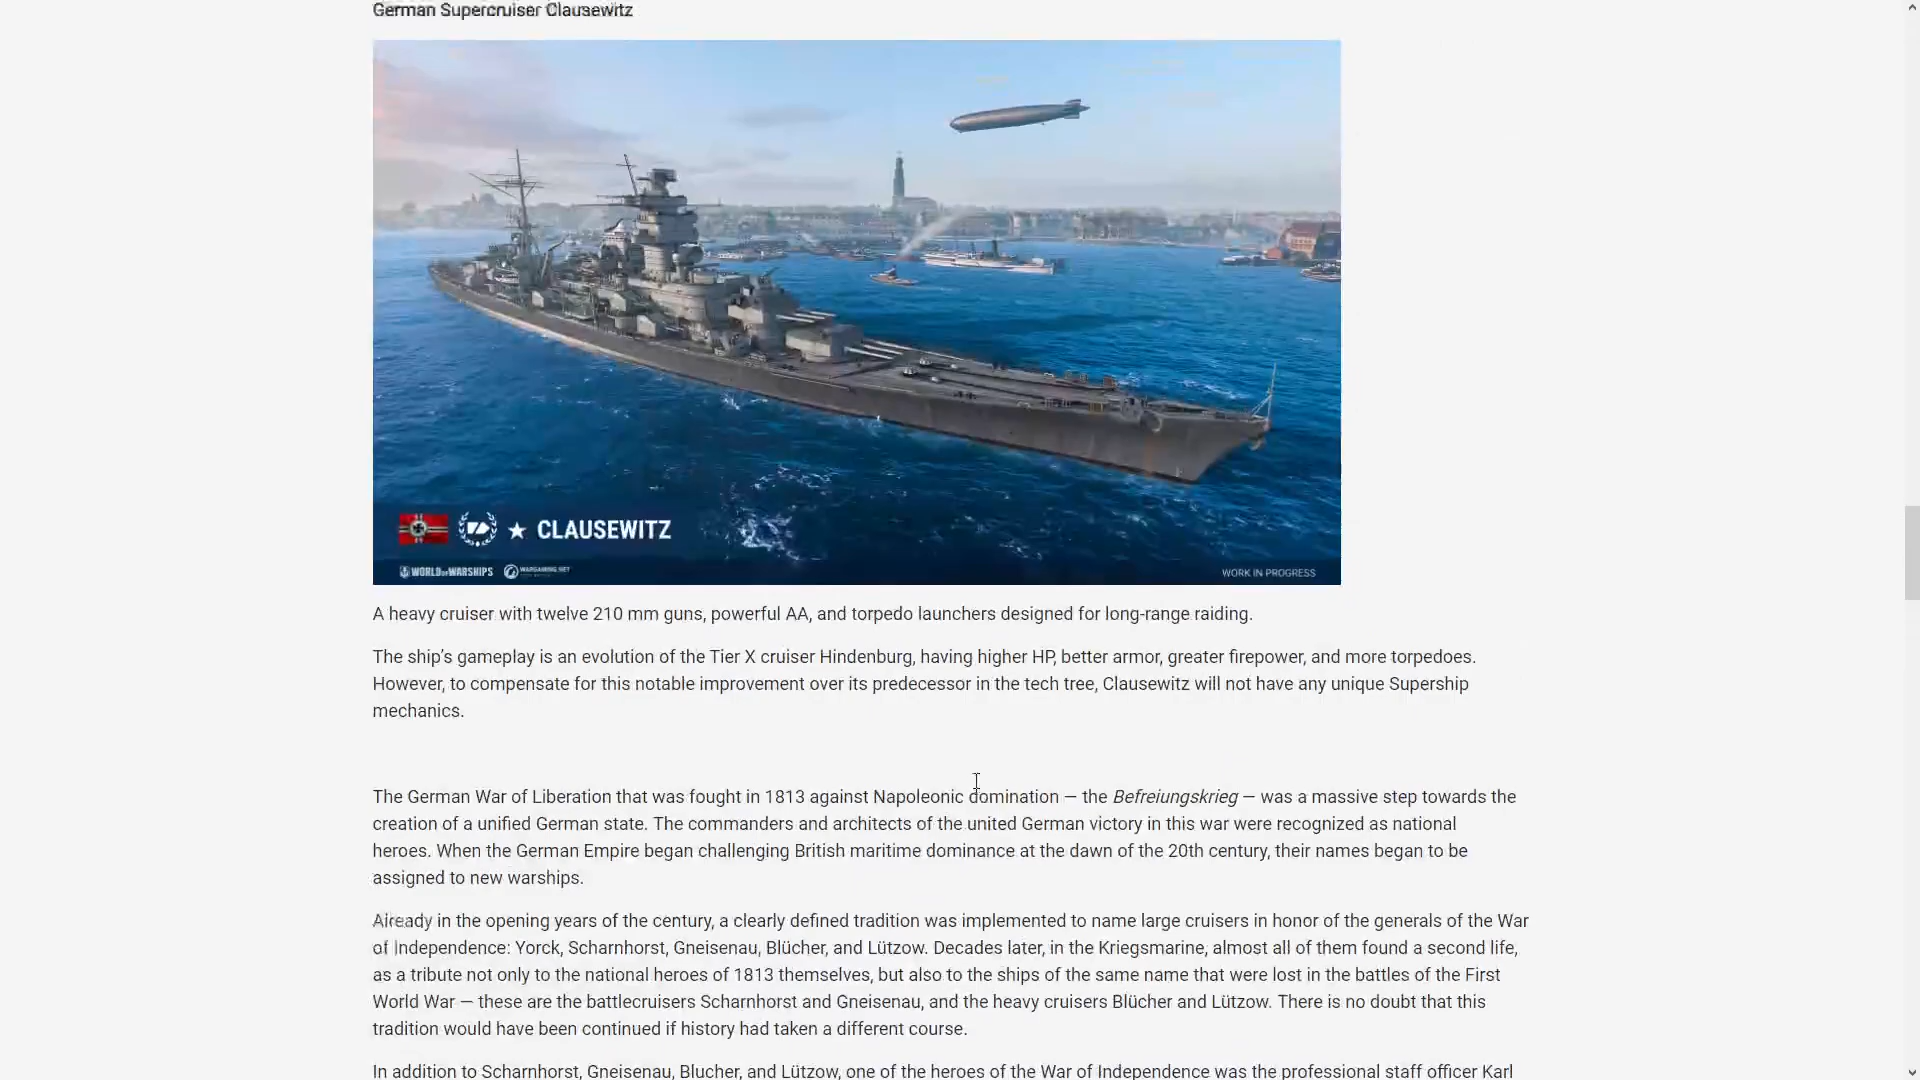 German Supercruiser Clausewitz
★ CLAUSEWITZ
WORLD OF WARSHIPS WARGAMING.NET
WORK IN PROGRESS
A heavy cruiser with twelve 210 mm guns, powerful AA, and torpedo launchers designed for long-range raiding.
The ship’s gameplay is an evolution of the Tier X cruiser Hindenburg, having higher HP, better armor, greater firepower, and more torpedoes.
However, to compensate for this notable improvement over its predecessor in the tech tree, Clausewitz will not have any unique Supership
mechanics.
The German War of Liberation that was fought in 1813 against Napoleonic domination — the Befreiungskrieg — was a massive step towards the
creation of a unified German state. The commanders and architects of the united German victory in this war were recognized as national
heroes. When the German Empire began challenging British maritime dominance at the dawn of the 20th century, their names began to be
assigned to new warships.
Already in the opening years of the century, a clearly defined tradition was implemented to name large cruisers in honor of the generals of the War
of Independence: Yorck, Scharnhorst, Gneisenau, Blücher, and Lützow. Decades later, in the Kriegsmarine, almost all of them found a second life,
as a tribute not only to the national heroes of 1813 themselves, but also to the ships of the same name that were lost in the battles of the First
World War — these are the battlecruisers Scharnhorst and Gneisenau, and the heavy cruisers Blücher and Lützow. There is no doubt that this
tradition would have been continued if history had taken a different course.
In addition to Scharnhorst, Gneisenau, Blucher, and Lützow, one of the heroes of the War of Independence was the professional staff officer Karl